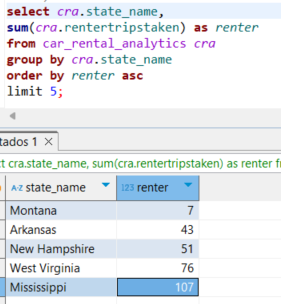 select cra.state_name,
sum(cra.rentertripstaken) as renter
from car_rental_analytics cra
group by cra.state_name
order by renter asc
limit 5;
tados 1
ct cra.state_name, sum(cra.rentertripstaken) as renter fr
A-Z state_name 123 renter
Montana 7
Arkansas 43
New Hampshire 51
West Virginia 76
Mississippi 107